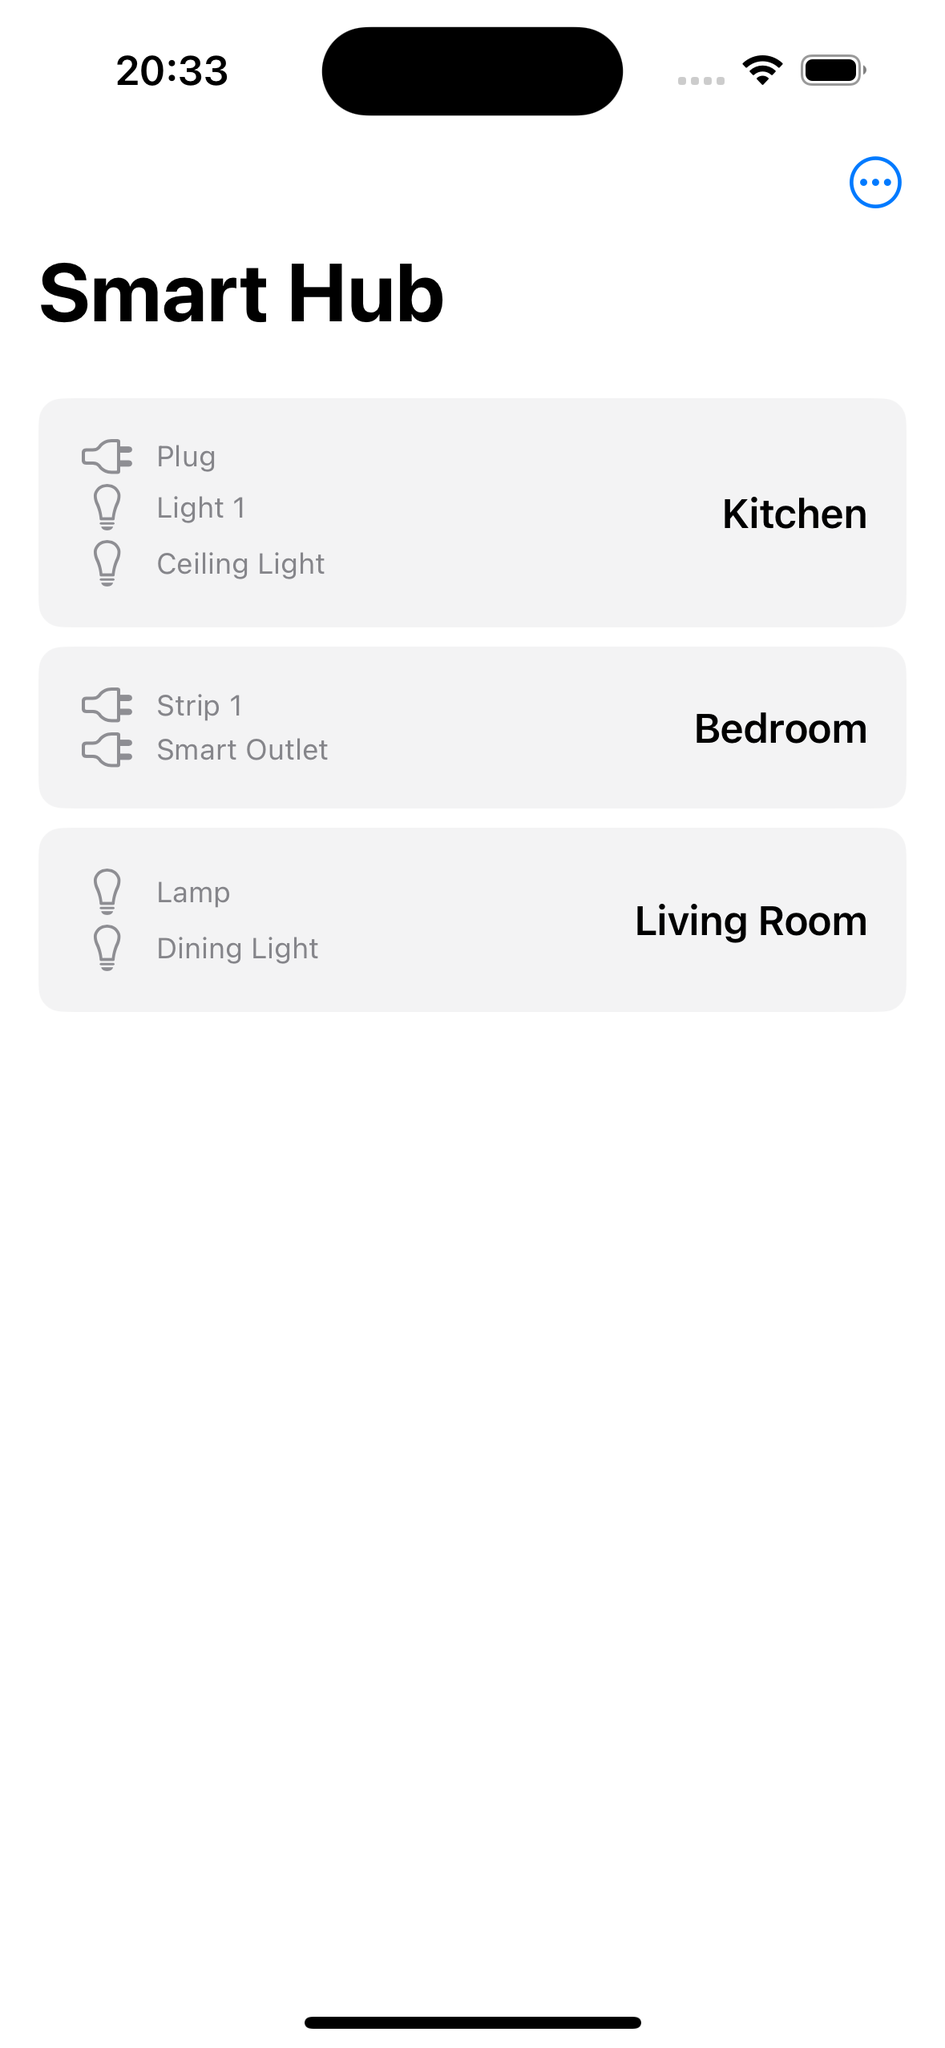 20:33
Smart Hub
Plug
Light 1
Ceiling Light
Kitchen
Strip 1
Smart Outlet
Bedroom
Lamp
Dining Light
Living Room